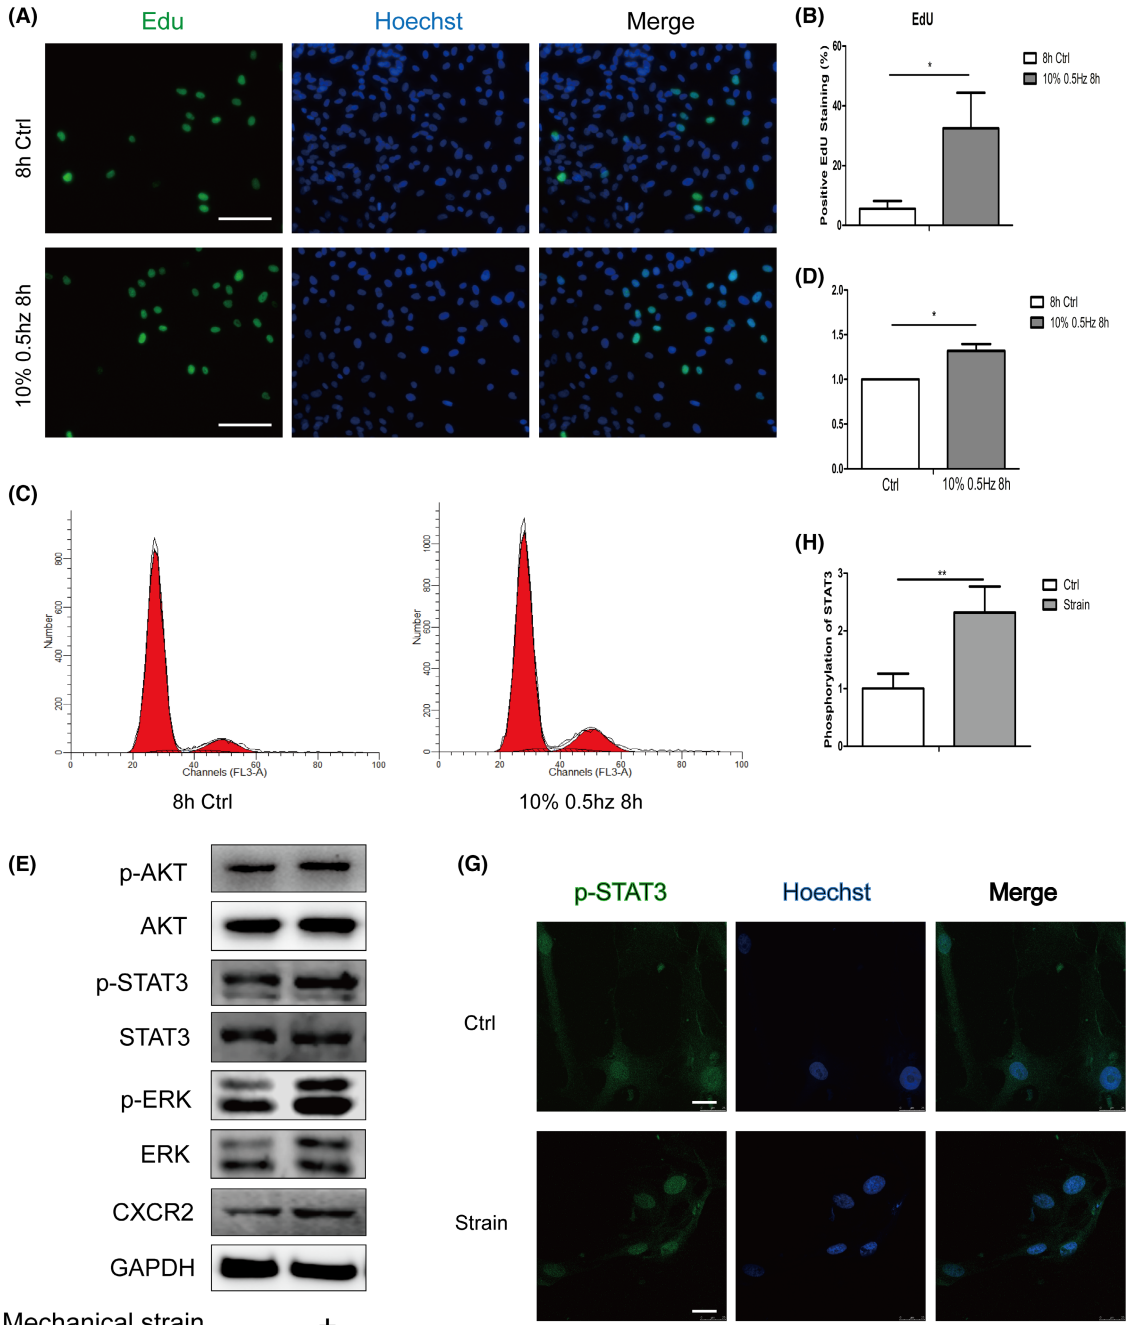 (A)
Edu
Hoechst
Merge
8h Ctrl
10% 0.5hz 8h
(B)
EdU
Positive EdU Staining (%)
60
40
20
0
*
8h Ctrl
10% 0.5Hz 8h
(D)
2.0
1.5
1.0
0.5
0.0
*
8h Ctrl
10% 0.5Hz 8h
Ctrl
10% 0.5Hz 8h
(C)
Number
800
600
400
200
0
0 20 40 60 80 100
Channels (FL3-A)
8h Ctrl
Number
1000
800
600
400
200
0
0 20 40 60 80 100
Channels (FL3-A)
10% 0.5hz 8h
(H)
Phosphorylation of STAT3
3
2
1
0
**
Ctrl
Strain
(E)
p-AKT
AKT
p-STAT3
STAT3
p-ERK
ERK
CXCR2
GAPDH
Mechanical strain
+
(G)
p-STAT3
Hoechst
Merge
Ctrl
Strain